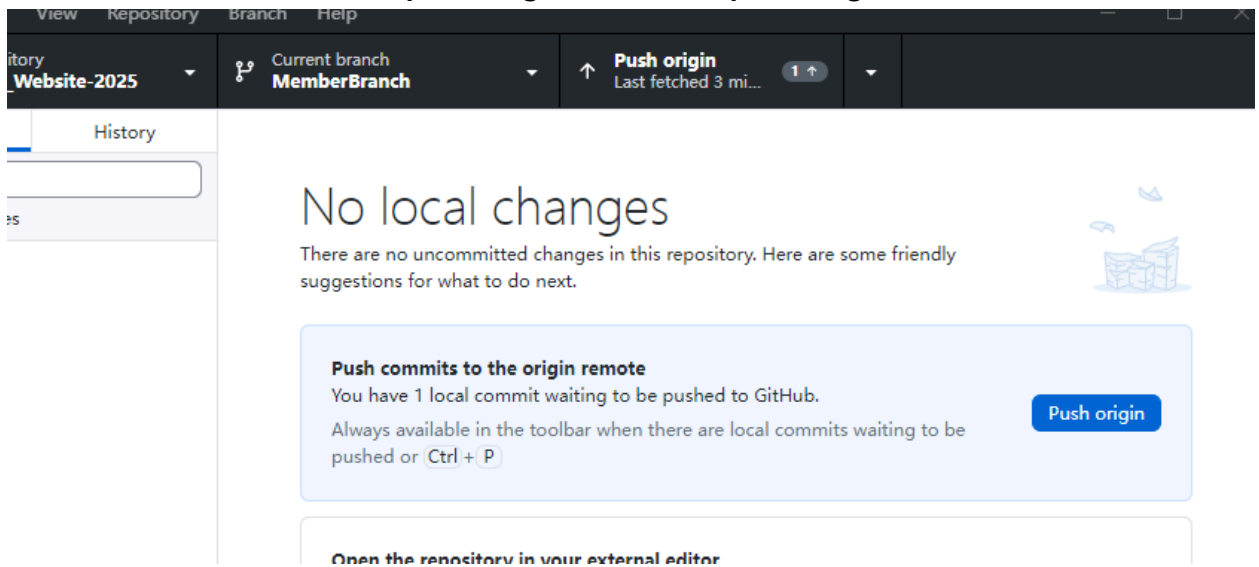 View Repository Branch Help
itory
_Website-2025
Current branch
MemberBranch
Push origin
Last fetched 3 mi...
1
History
es
No local changes
There are no uncommitted changes in this repository. Here are some friendly
suggestions for what to do next.
Push commits to the origin remote
You have 1 local commit waiting to be pushed to GitHub.
Always available in the toolbar when there are local commits waiting to be
pushed or Ctrl + P
Push origin
Open the repository in your external editor